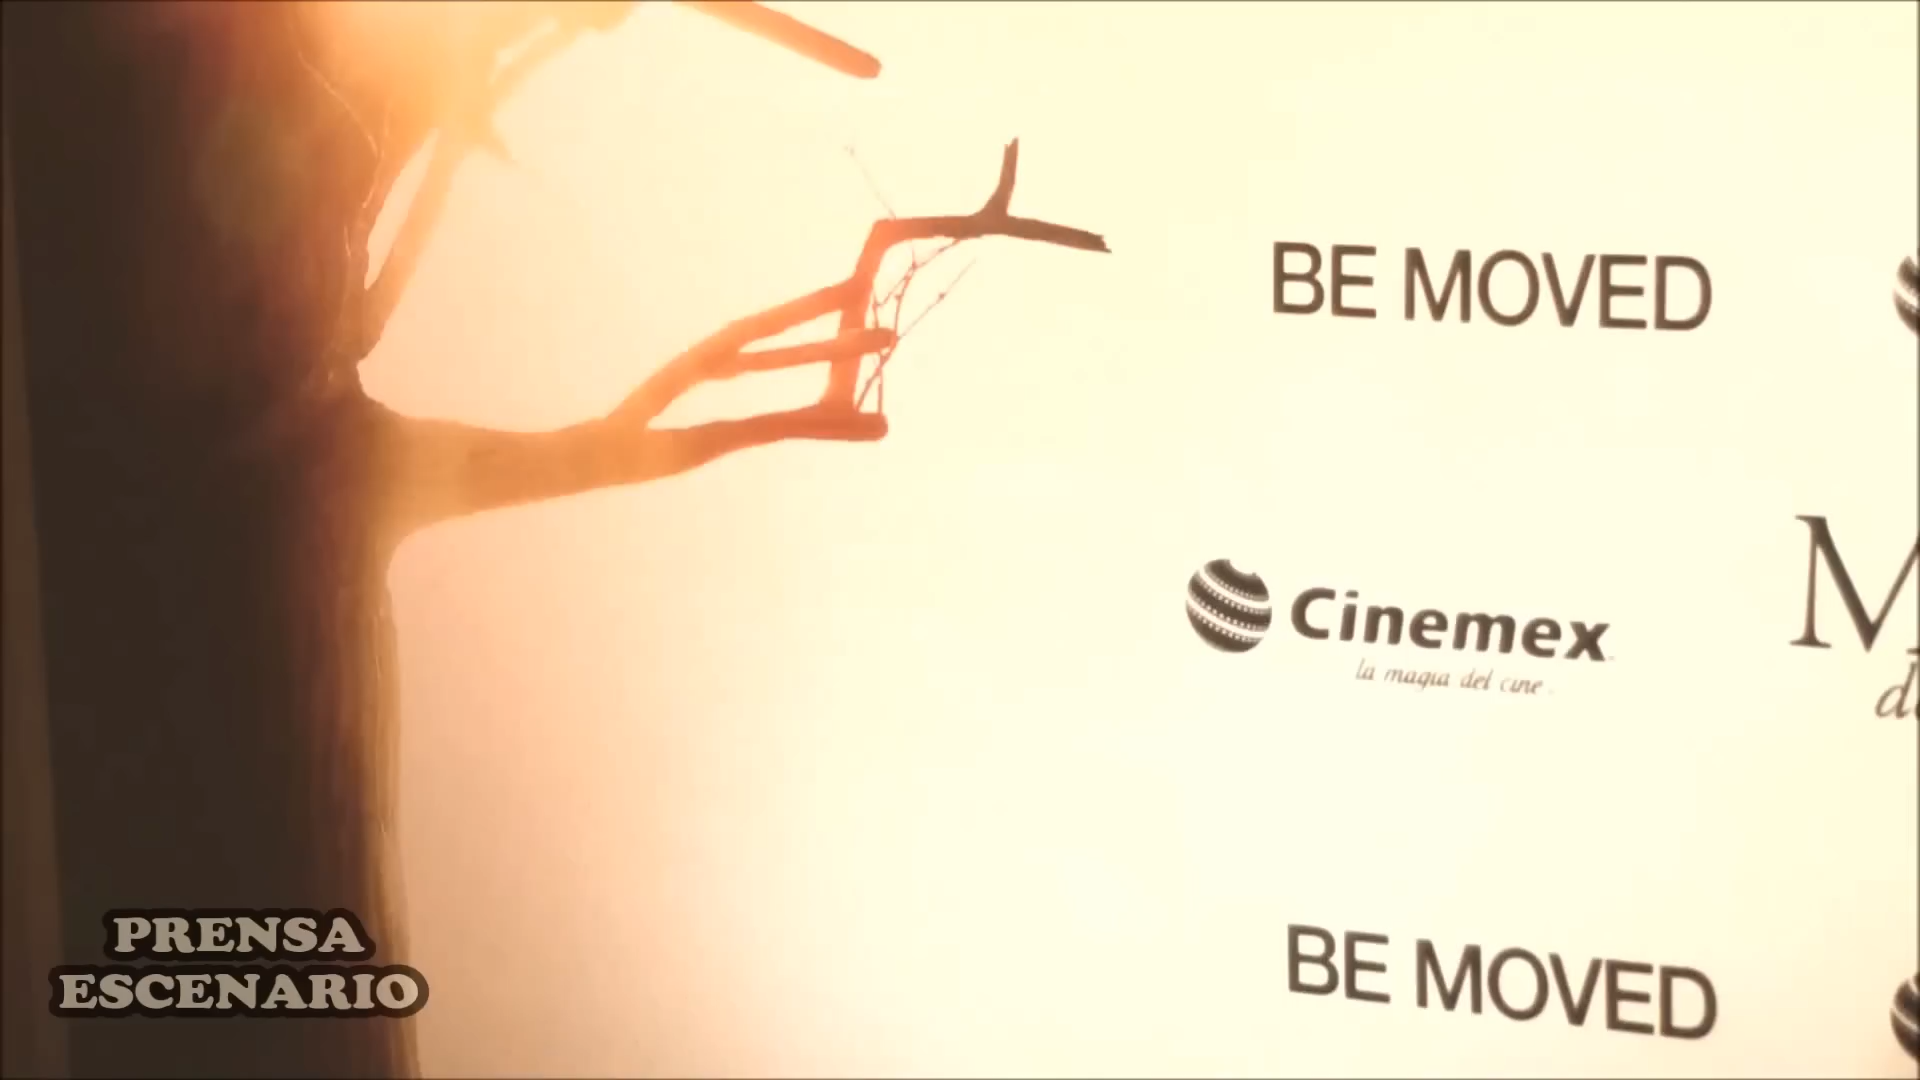 BE MOVED
Cinemex
la magia del cine
BE MOVED
PRENSA
ESCENARIO